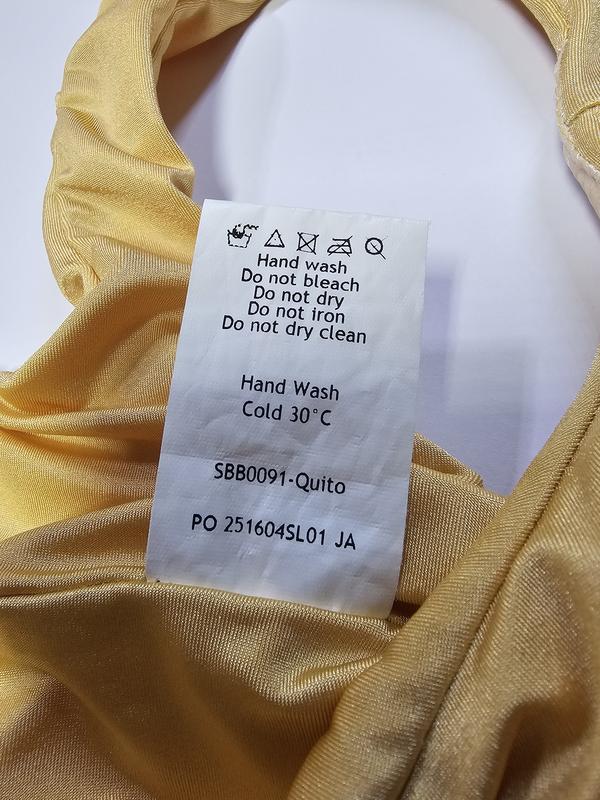 Hand wash
Do not bleach
Do not dry
Do not iron
Do not dry clean
Hand Wash
Cold 30°C
SBB0091-Quito
PO 251604SL01 JA